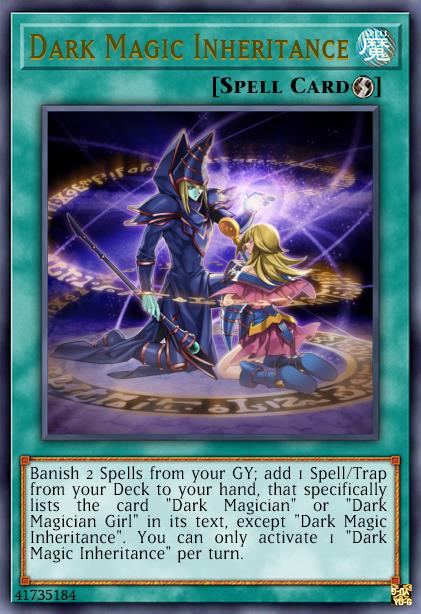 DARK MAGIC INHERITANCE
SPELL
魔
[SPELL CARD]
Banish 2 Spells from your GY; add 1 Spell/Trap
from your Deck to your hand, that specifically
lists the card "Dark Magician" or "Dark
Magician Girl" in its text, except "Dark Magic
Inheritance". You can only activate 1 "Dark
Magic Inheritance" per turn.
41735184